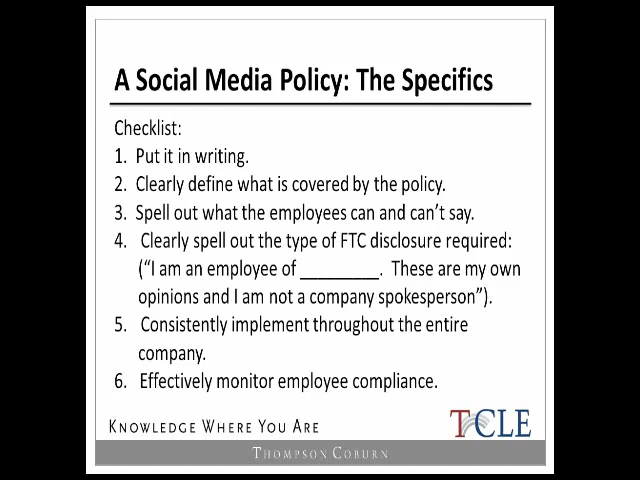 A Social Media Policy: The Specifics
Checklist:
1. Put it in writing.
2. Clearly define what is covered by the policy.
3. Spell out what the employees can and can't say.
4. Clearly spell out the type of FTC disclosure required:
("I am an employee of _________. These are my own
opinions and I am not a company spokesperson").
5. Consistently implement throughout the entire
company.
6. Effectively monitor employee compliance.
KNOWLEDGE WHERE YOU ARE
TCCLE
THOMPSON COBURN